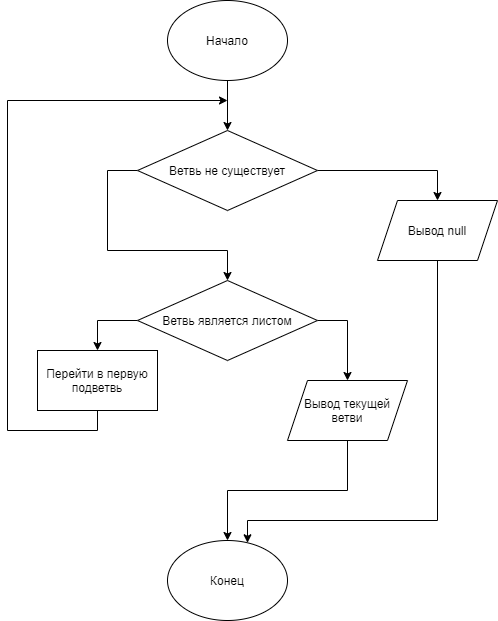 Начало
Ветвь не существует
Вывод null
Ветвь является листом
Перейти в первую
подветвь
Вывод текущей
ветви
Конец